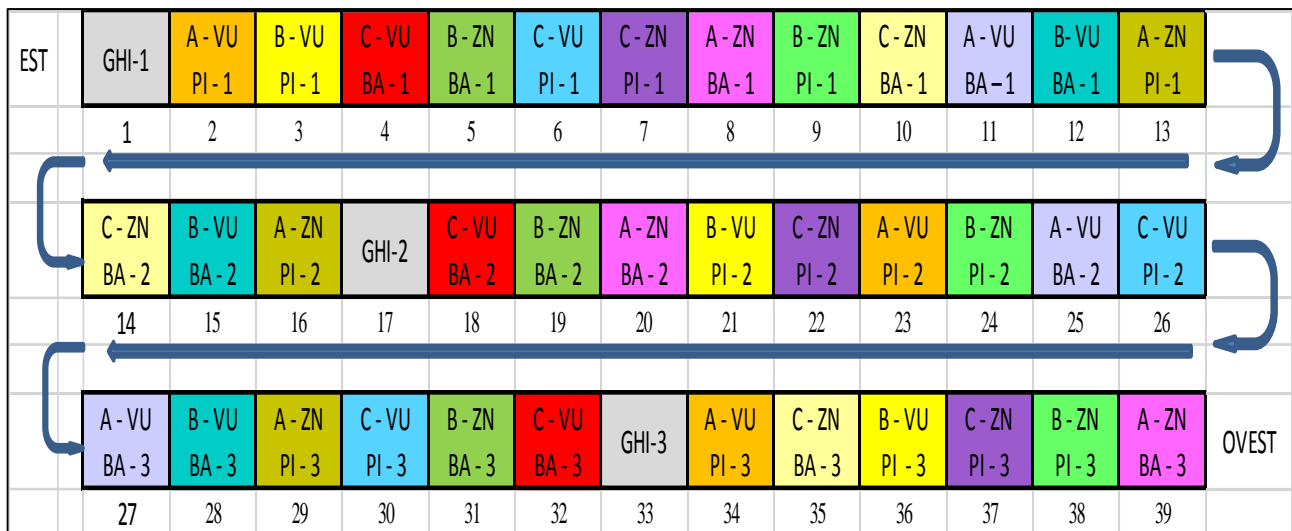 EST GHI-1 A - VU B - VU C - VU B - ZN C - VU C - ZN A - ZN B - ZN C - ZN A - VU B- VU A - ZN
PI - 1 PI - 1 BA - 1 BA - 1 PI - 1 PI - 1 BA - 1 PI - 1 BA - 1 BA – 1 BA - 1 PI -1
1 2 3 4 5 6 7 8 9 10 11 12 13
C - ZN B - VU A - ZN GHI-2 C - VU B - ZN A - ZN B - VU C - ZN A - VU B - ZN A - VU C - VU
BA - 2 BA - 2 PI - 2 BA - 2 BA - 2 BA - 2 PI - 2 PI - 2 PI - 2 PI - 2 BA - 2 PI - 2
14 15 16 17 18 19 20 21 22 23 24 25 26
A - VU B - VU A - ZN C - VU B - ZN C - VU GHI-3 A - VU C - ZN B - VU C - ZN B - ZN A - ZN OVEST
BA - 3 BA - 3 PI - 3 PI - 3 BA - 3 BA - 3 PI - 3 BA - 3 PI - 3 PI - 3 PI - 3 BA - 3
27 28 29 30 31 32 33 34 35 36 37 38 39